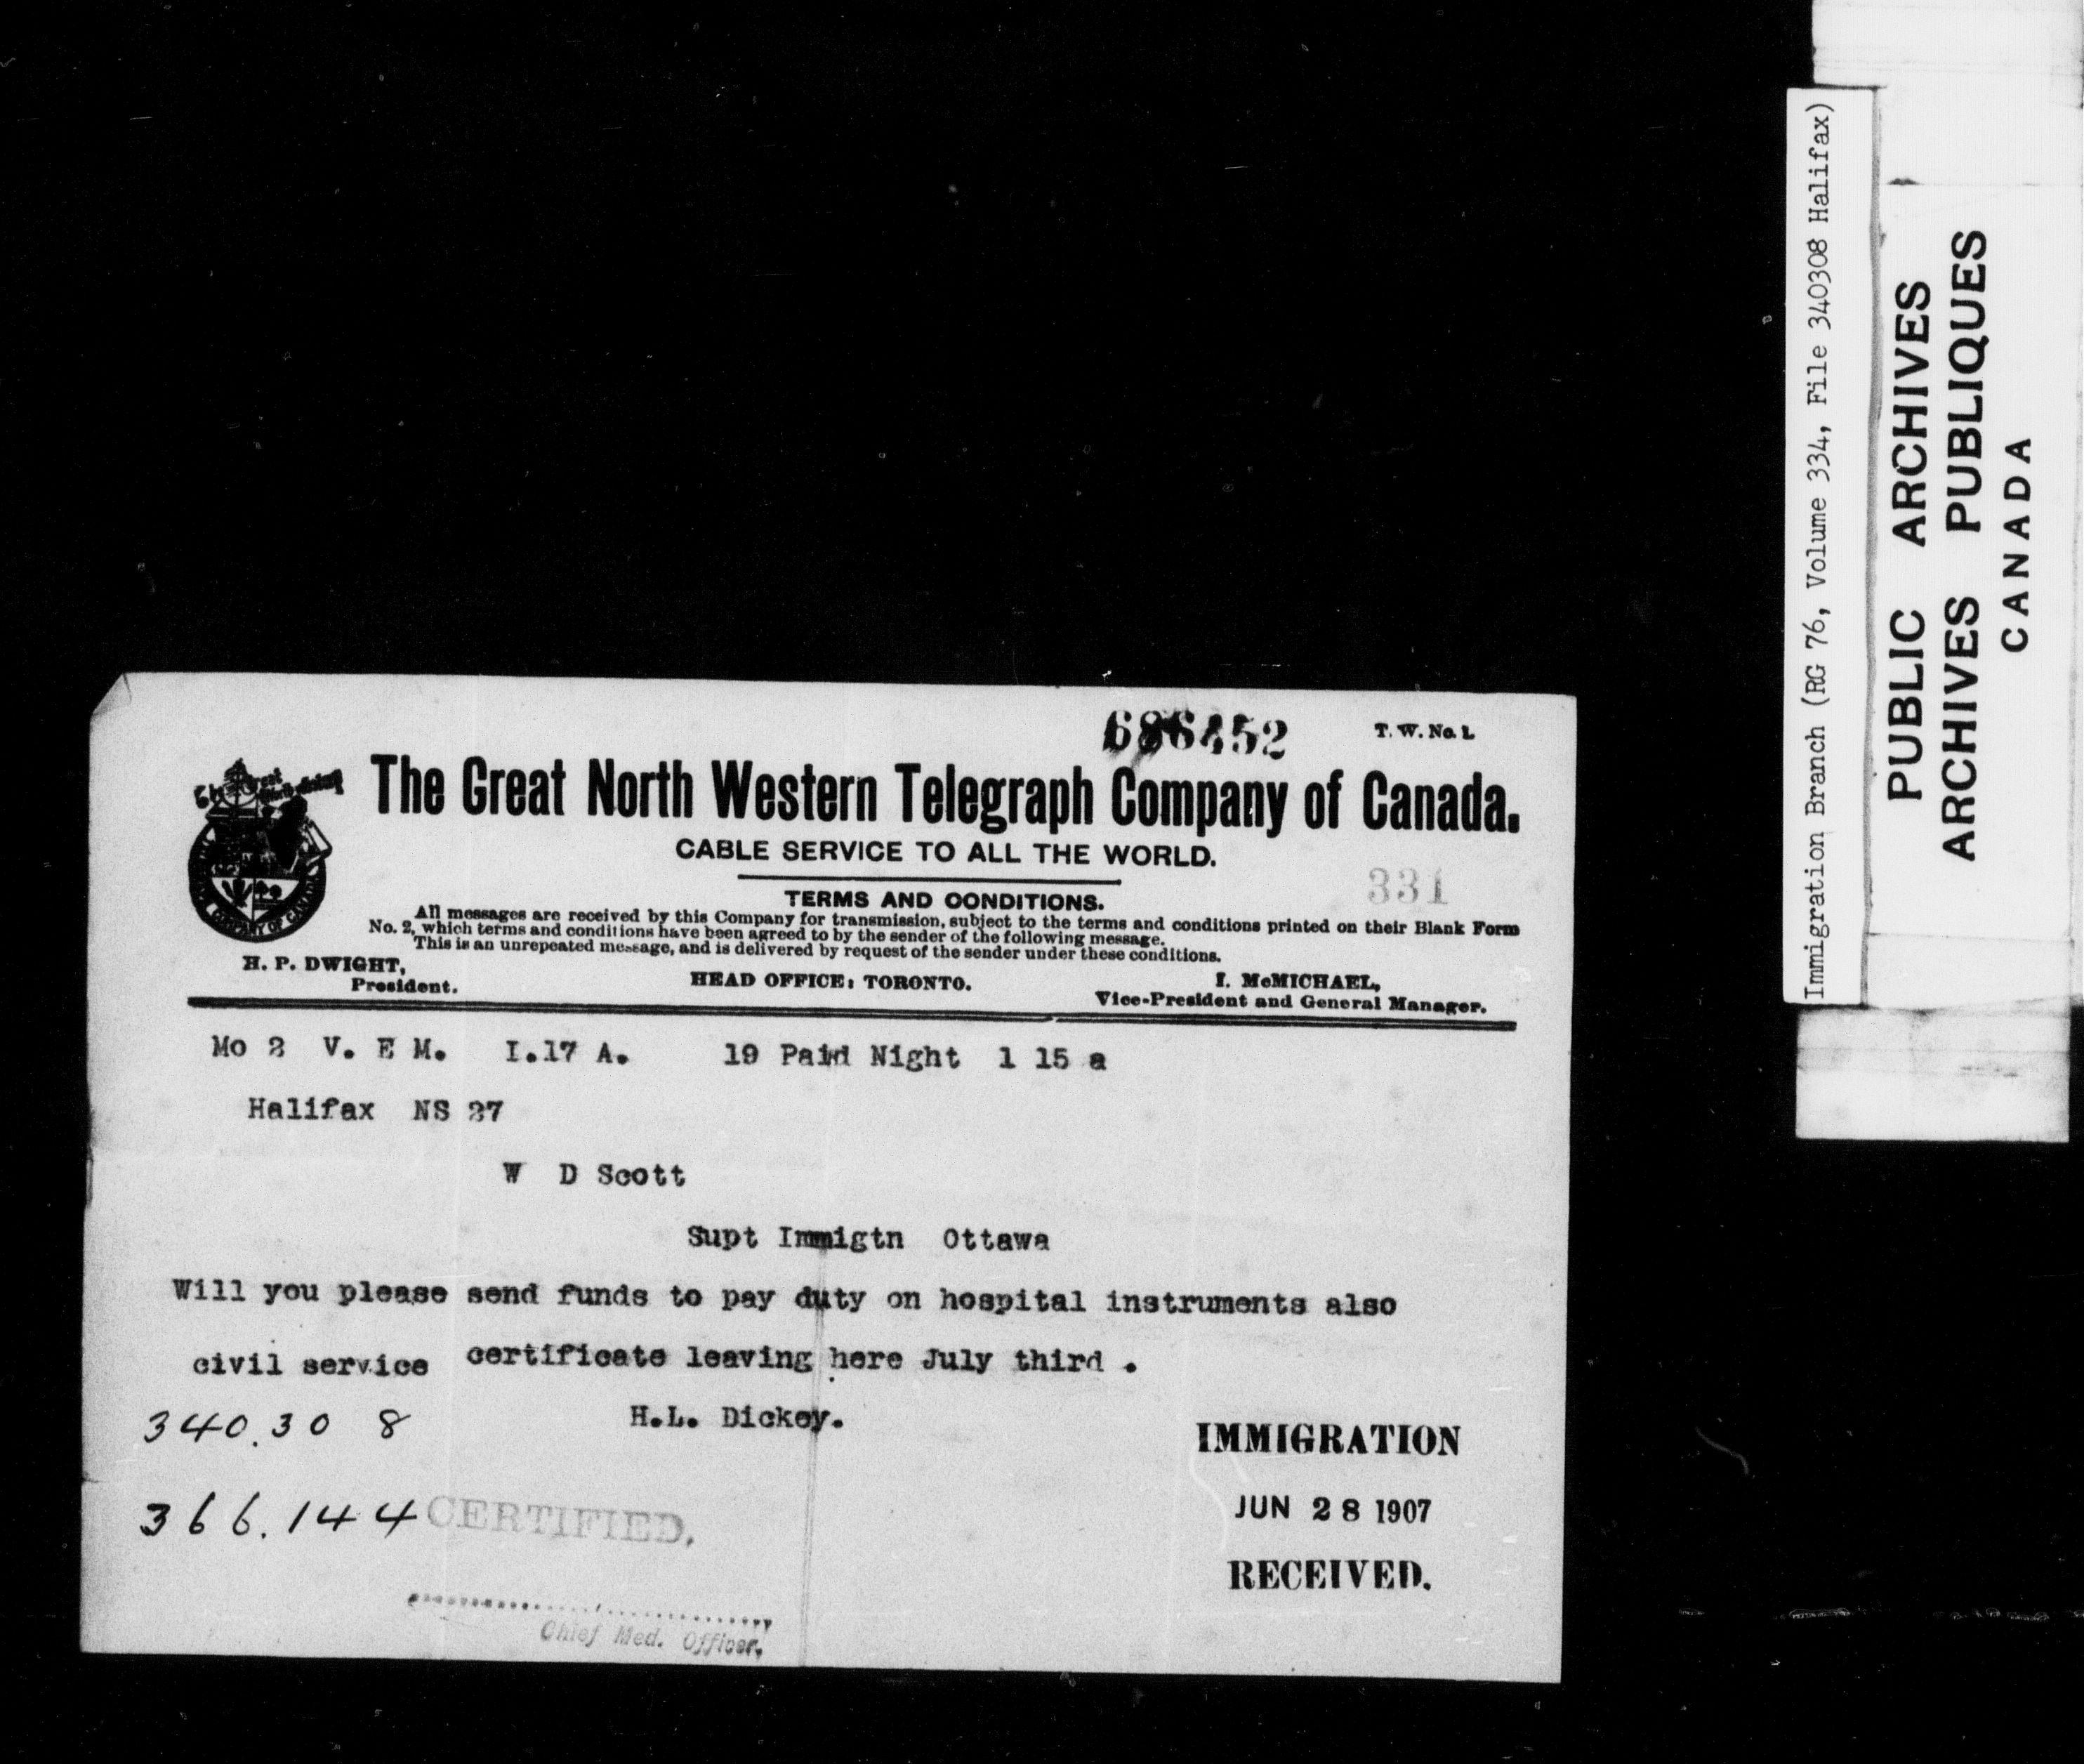 686452
T. W. No. 1.
The Great North Western Telegraph Company of Canada.
CABLE SERVICE TO ALL THE WORLD.
331
TERMS AND CONDITIONS.
All messages are received by this Company for transmission, subject to the terms and conditions printed on their Blank Form
No. 2, which terms and conditions have been agreed to by the sender of the following message.
This is an unrepeated message, and is delivered by request of the sender under these conditions.
H. P. DWIGHT,
President.
HEAD OFFICE: TORONTO.
I. McMICHAEL,
Vice-President and General Manager.
Mo 2 V. E M. I.17 A. 19 Paid Night 1 15 a
Halifax NS 27
W D Scott
Supt Immigtn Ottawa
Will you please send funds to pay duty on hospital instruments also
civil service certificate leaving here July third .
H.L. Dickey.
340.30 8
366.144
CERTIFIED.
Chief Med. Officer.
IMMIGRATION
JUN 28 1907
RECEIVED.
Immigration Branch (RG 76, Volume 334, File 340308 Halifax)
PUBLIC ARCHIVES
ARCHIVES PUBLIQUES
CANADA